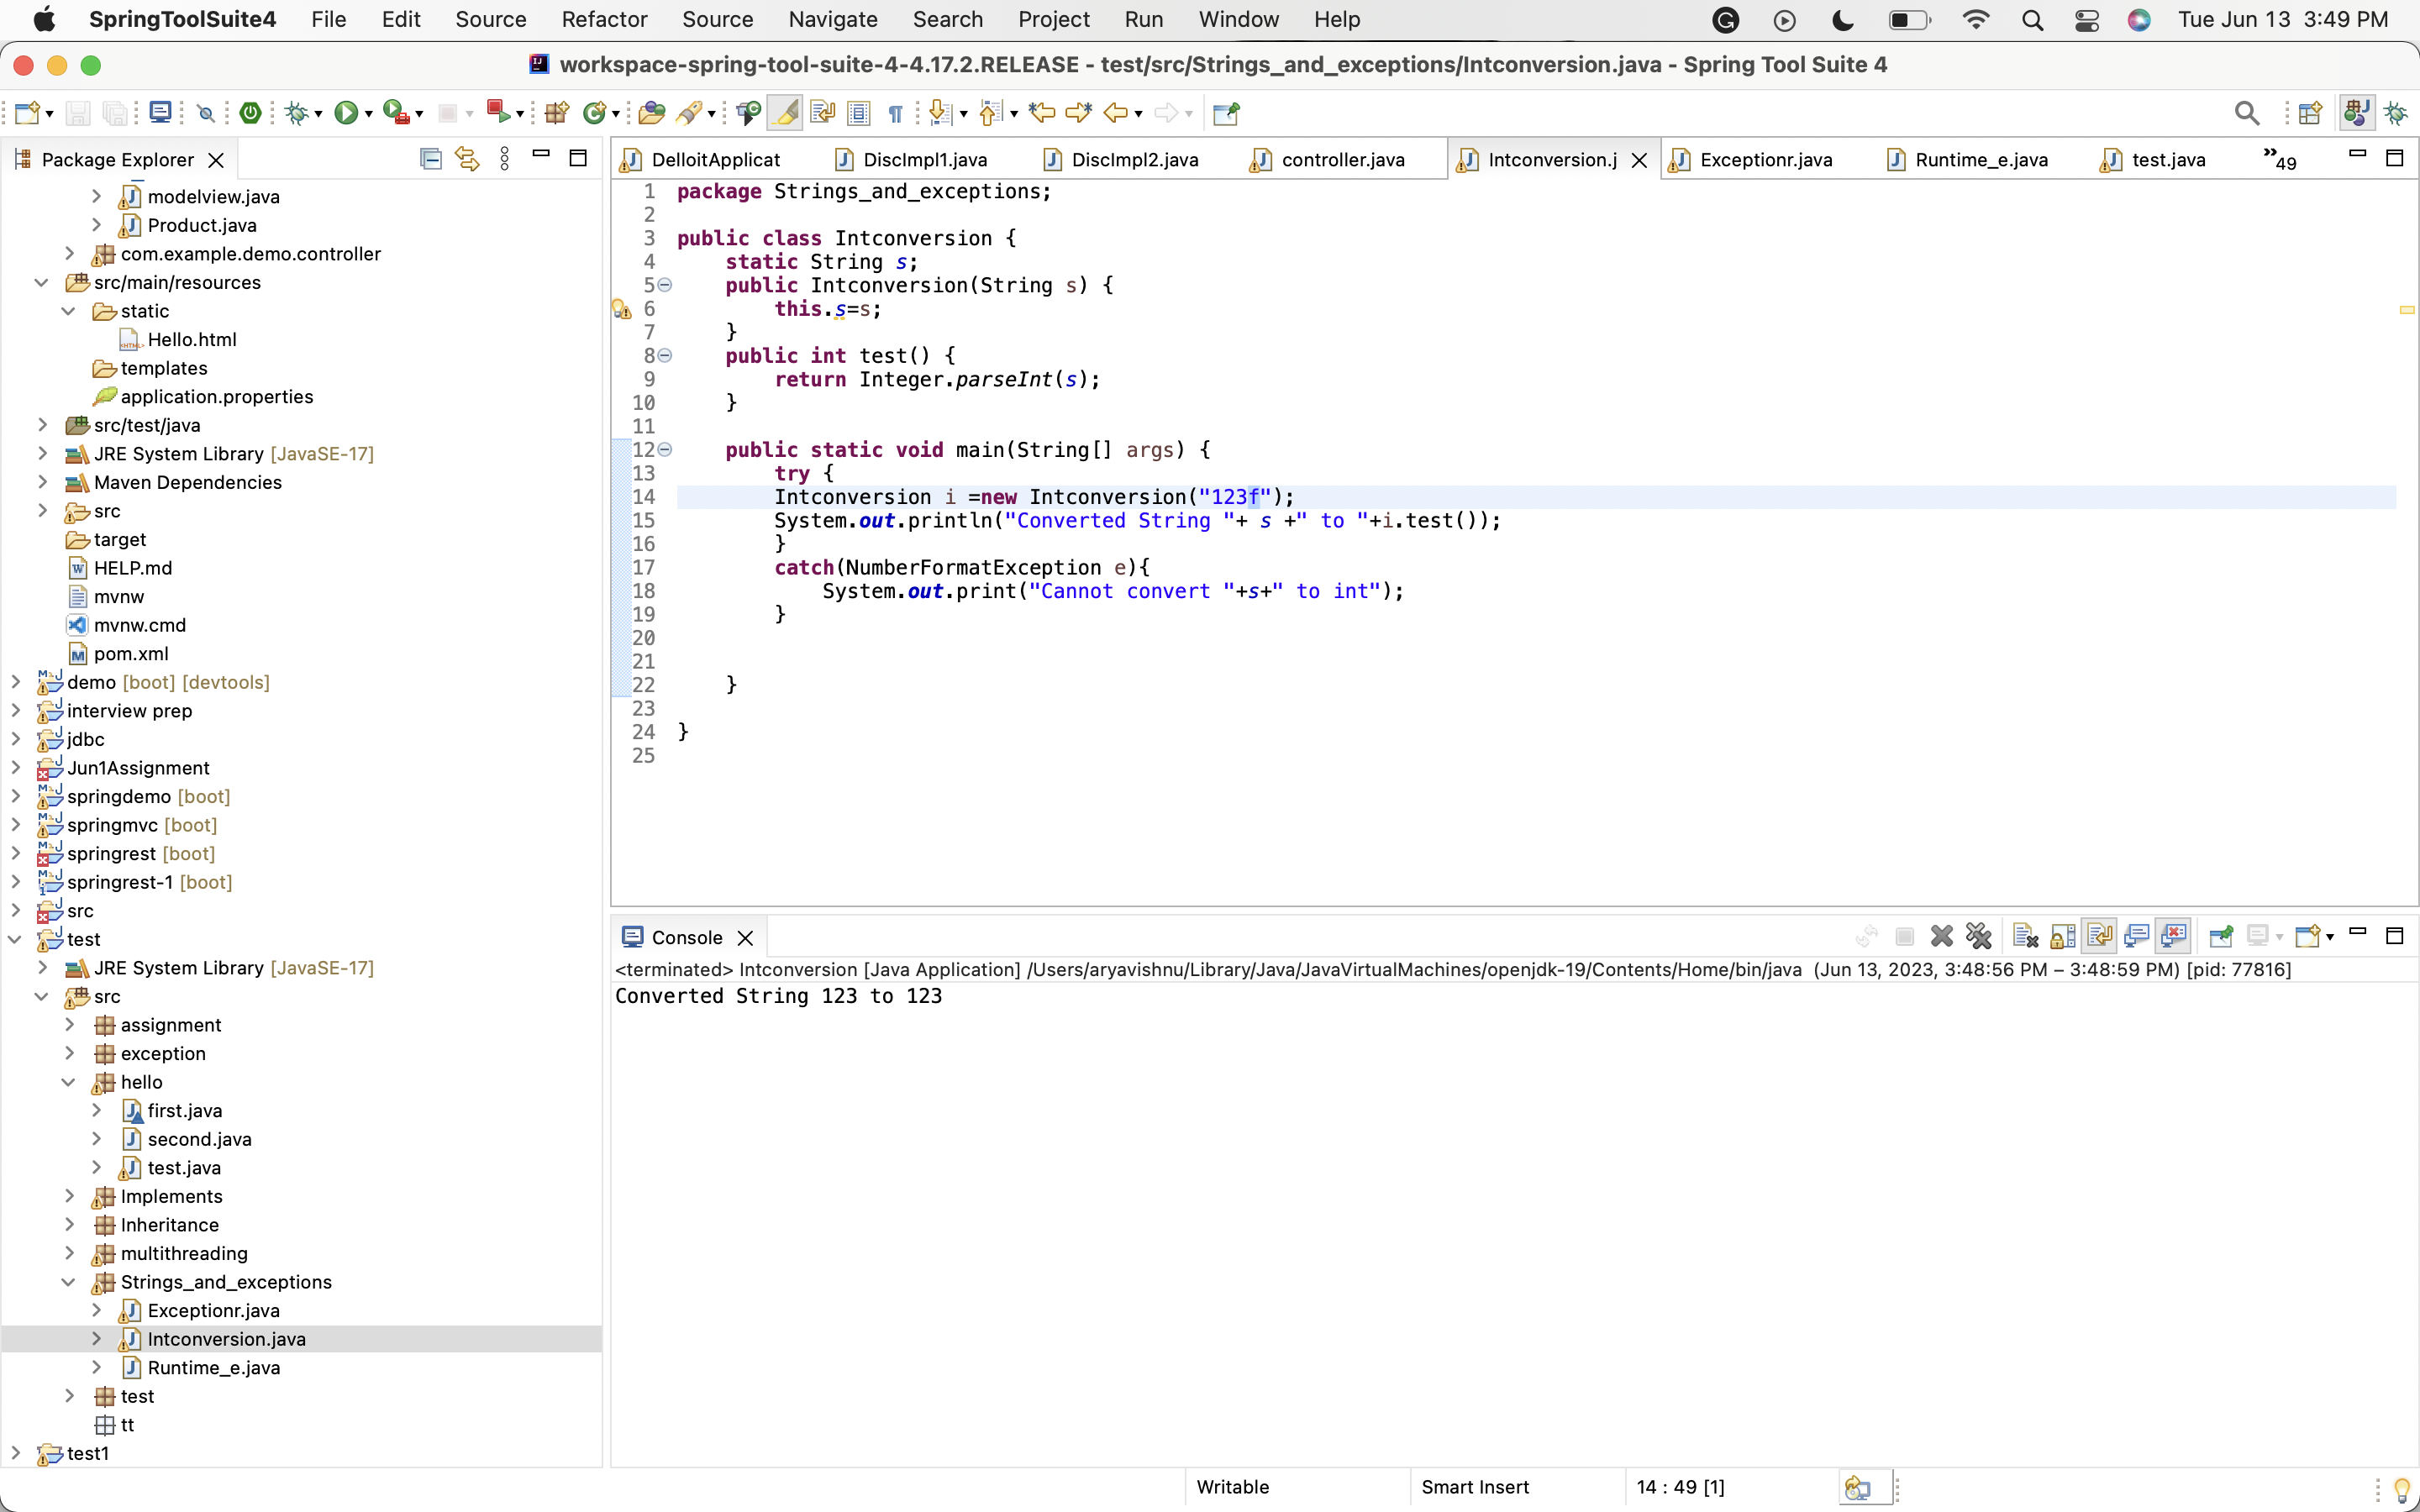 SpringToolSuite4 File Edit Source Refactor Source Navigate Search Project Run Window Help Tue Jun 13 3:49 PM
workspace-spring-tool-suite-4-4.17.2.RELEASE - test/src/Strings_and_exceptions/Intconversion.java - Spring Tool Suite 4
Package Explorer
modelview.java
Product.java
com.example.demo.controller
src/main/resources
static
Hello.html
templates
application.properties
src/test/java
JRE System Library [JavaSE-17]
Maven Dependencies
src
target
HELP.md
mvnw
mvnw.cmd
pom.xml
demo [boot] [devtools]
interview prep
jdbc
Jun1Assignment
springdemo [boot]
springmvc [boot]
springrest [boot]
springrest-1 [boot]
src
test
JRE System Library [JavaSE-17]
src
assignment
exception
hello
first.java
second.java
test.java
Implements
Inheritance
multithreading
Strings_and_exceptions
Exceptionr.java
Intconversion.java
Runtime_e.java
test
tt
test1
DelloitApplicat DiscImpl1.java DiscImpl2.java controller.java Intconversion.j Exceptionr.java Runtime_e.java test.java »49
1 package Strings_and_exceptions;
2
3 public class Intconversion {
4 static String s;
5 public Intconversion(String s) {
6 this.s=s;
7 }
8 public int test() {
9 return Integer.parseInt(s);
10 }
11
12 public static void main(String[] args) {
13 try {
14 Intconversion i =new Intconversion("123f");
15 System.out.println("Converted String "+ s +" to "+i.test());
16 }
17 catch(NumberFormatException e){
18 System.out.print("Cannot convert "+s+" to int");
19 }
20
21
22 }
23
24 }
25
Console
<terminated> Intconversion [Java Application] /Users/aryavishnu/Library/Java/JavaVirtualMachines/openjdk-19/Contents/Home/bin/java (Jun 13, 2023, 3:48:56 PM – 3:48:59 PM) [pid: 77816]
Converted String 123 to 123
Writable Smart Insert 14 : 49 [1]